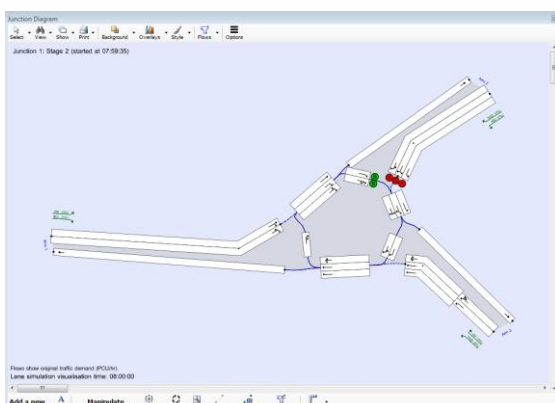 Junction Diagram
Select View Show Print Background Overlays Style Flows Options
Junction 1: Stage 2 (started at 07:59:35)
Flows show original traffic demand (PCU/hr)
Lane simulation visualisation time: 08:00:00
Add a new Manipulate